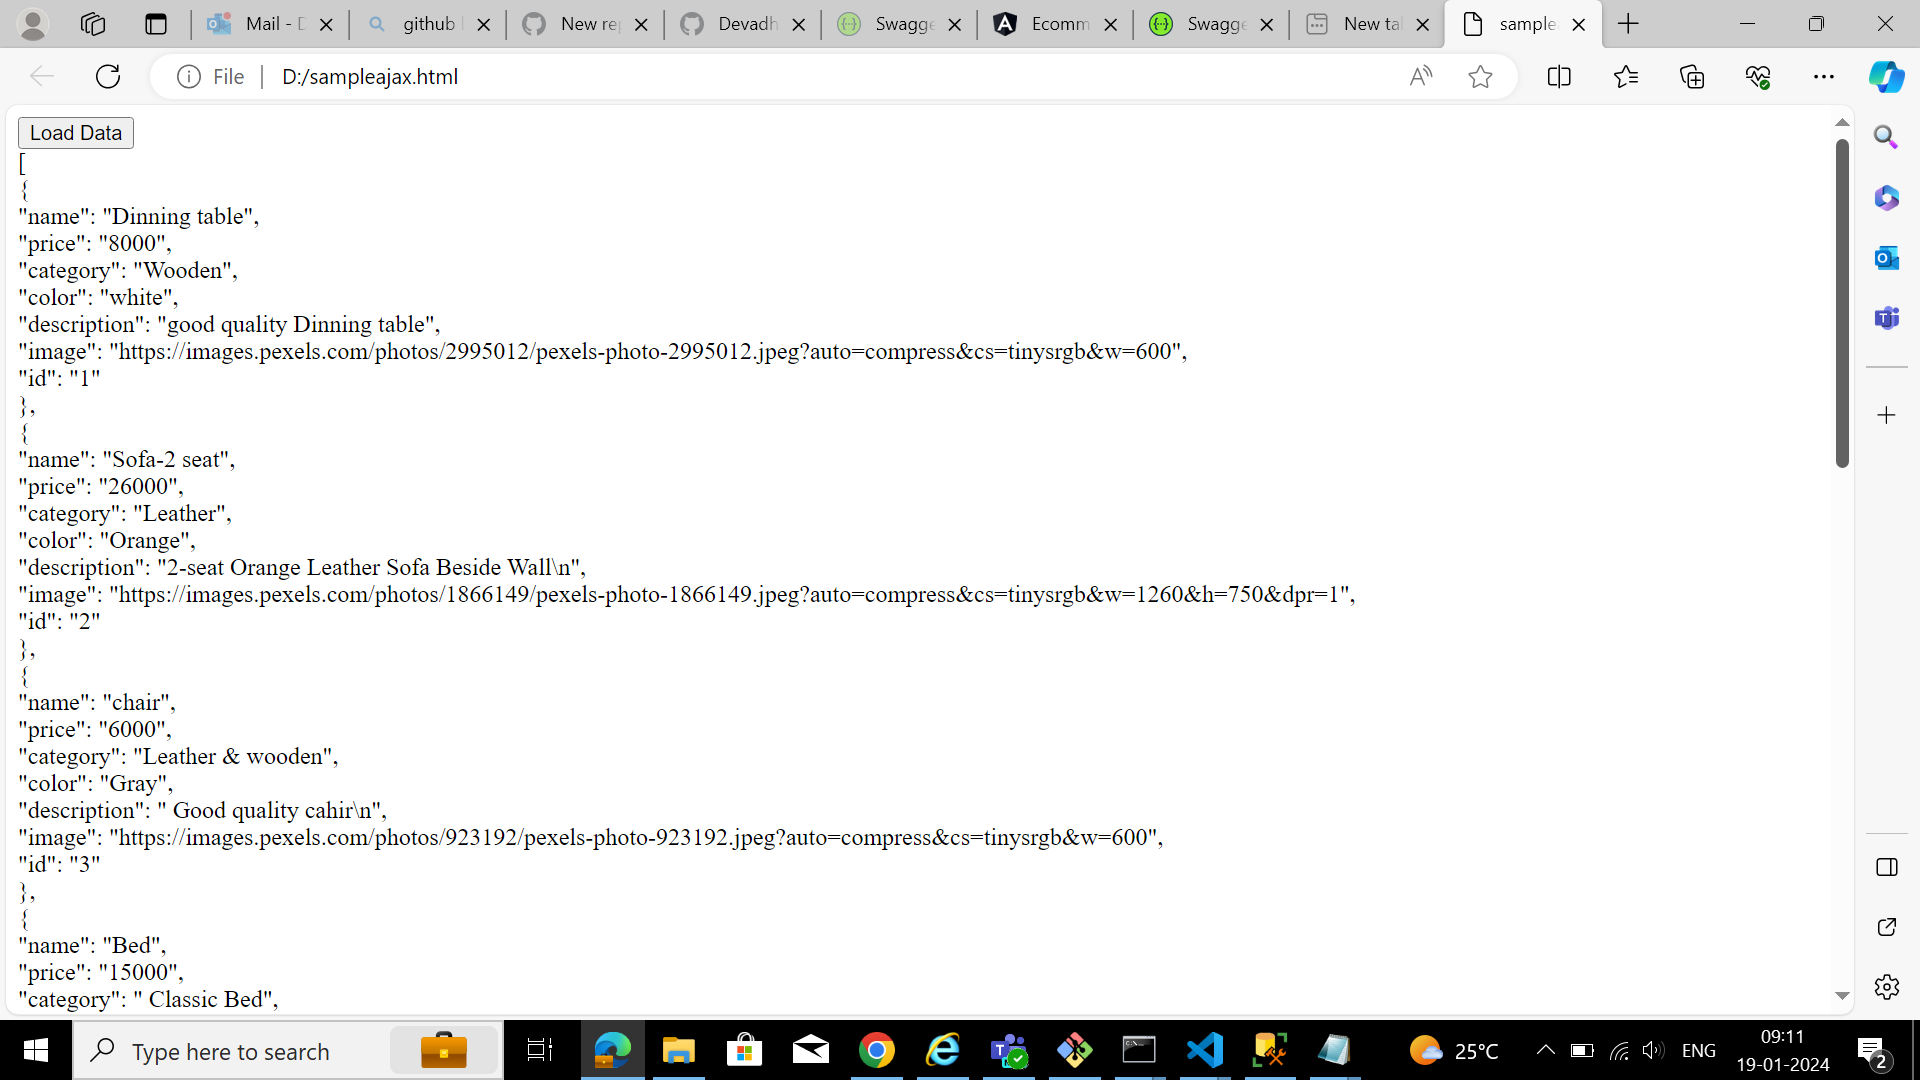 Mail - D
github
New re
Devadh
Swagge
Ecomm
Swagge
New ta
sample
File
D:/sampleajax.html
Load Data
[
{
"name": "Dinning table",
"price": "8000",
"category": "Wooden",
"color": "white",
"description": "good quality Dinning table",
"image": "https://images.pexels.com/photos/2995012/pexels-photo-2995012.jpeg?auto=compress&cs=tinysrgb&w=600",
"id": "1"
},
{
"name": "Sofa-2 seat",
"price": "26000",
"category": "Leather",
"color": "Orange",
"description": "2-seat Orange Leather Sofa Beside Wall\n",
"image": "https://images.pexels.com/photos/1866149/pexels-photo-1866149.jpeg?auto=compress&cs=tinysrgb&w=1260&h=750&dpr=1",
"id": "2"
},
{
"name": "chair",
"price": "6000",
"category": "Leather & wooden",
"color": "Gray",
"description": " Good quality cahir\n",
"image": "https://images.pexels.com/photos/923192/pexels-photo-923192.jpeg?auto=compress&cs=tinysrgb&w=600",
"id": "3"
},
{
"name": "Bed",
"price": "15000",
"category": " Classic Bed",
Type here to search
25°C
ENG
09:11
19-01-2024
2